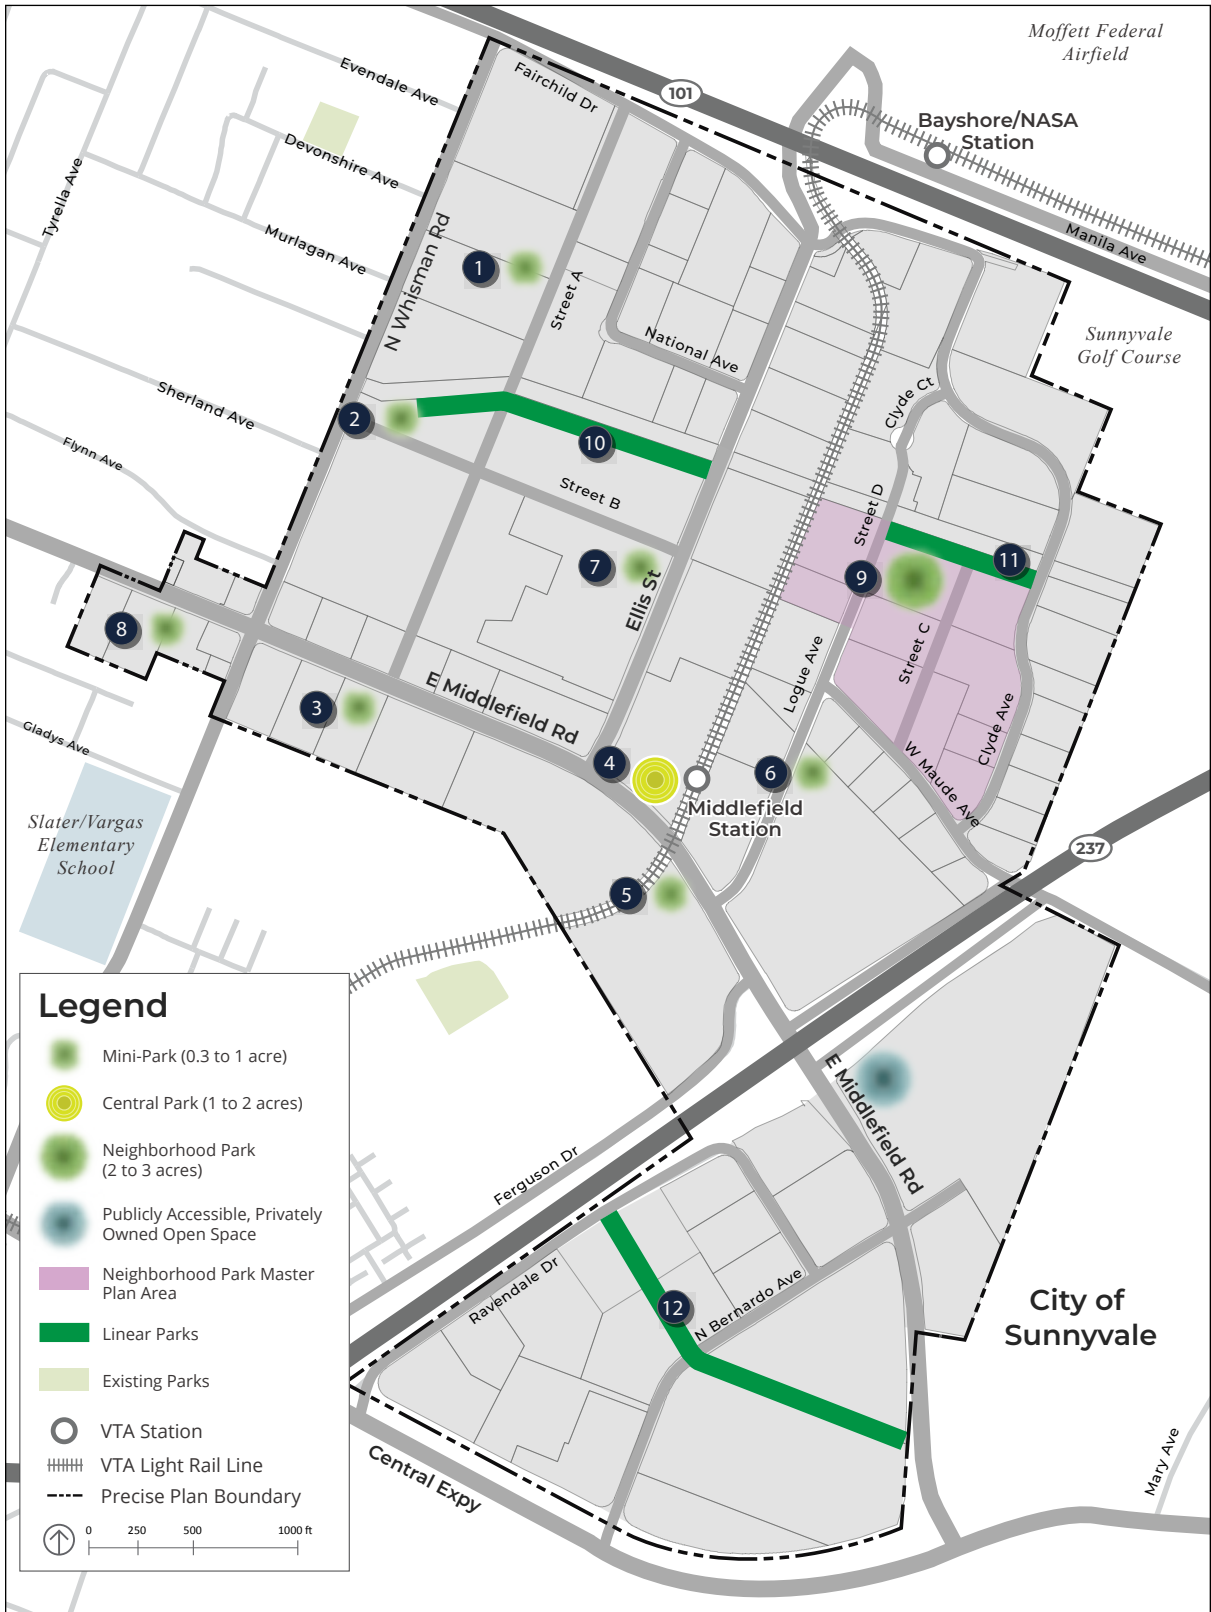 Moffett Federal
Airfield
101
Fairchild Dr
Evendale Ave
Bayshore/NASA
Station
Devonshire Ave
Tyrella Ave
Manila Ave
Murlagan Ave
N Whisman Rd
1
Street A
Sunnyvale
Golf Course
National Ave
Sherland Ave
Clyde Ct
2
10
Flynn Ave
Street B
Street D
11
7
9
Ellis St
8
Street C
Logue Ave
E Middlefield Rd
3
Clyde Ave
Gladys Ave
4
6
W Maude Ave
Middlefield
Station
Slater/Vargas
Elementary
School
237
5
Legend
Mini-Park (0.3 to 1 acre)
Central Park (1 to 2 acres)
Neighborhood Park
(2 to 3 acres)
Publicly Accessible, Privately
Owned Open Space
Neighborhood Park Master
Plan Area
Linear Parks
Existing Parks
VTA Station
VTA Light Rail Line
Precise Plan Boundary
0 250 500 1000 ft
E Middlefield Rd
Ferguson Dr
Ravendale Dr
12
N Bernardo Ave
City of
Sunnyvale
Central Expy
Mary Ave